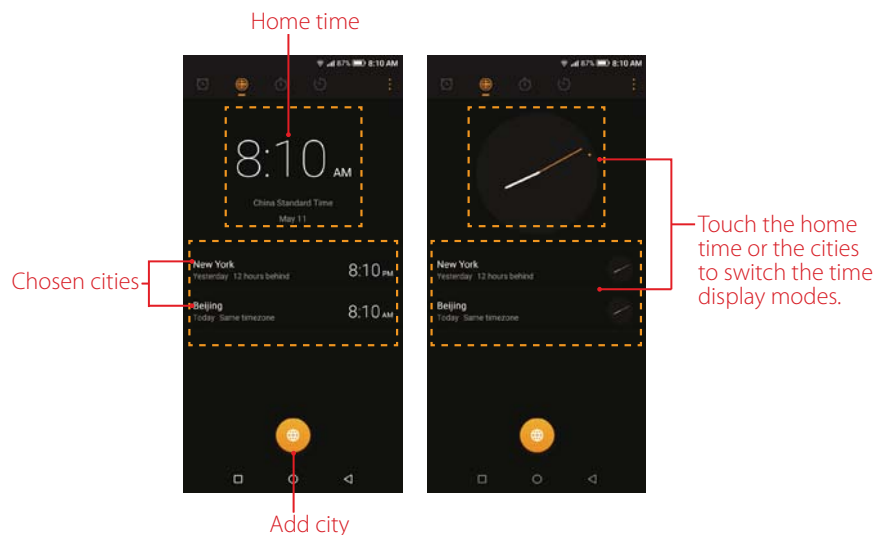 Home time
87% 8:10 AM
8:10 AM
China Standard Time
May 11
New York
Yesterday 12 hours behind
8:10 PM
Beijing
Today Same timezone
8:10 AM
Chosen cities
Add city
87% 8:10 AM
New York
Yesterday 12 hours behind
Beijing
Today Same timezone
Touch the home
time or the cities
to switch the time
display modes.